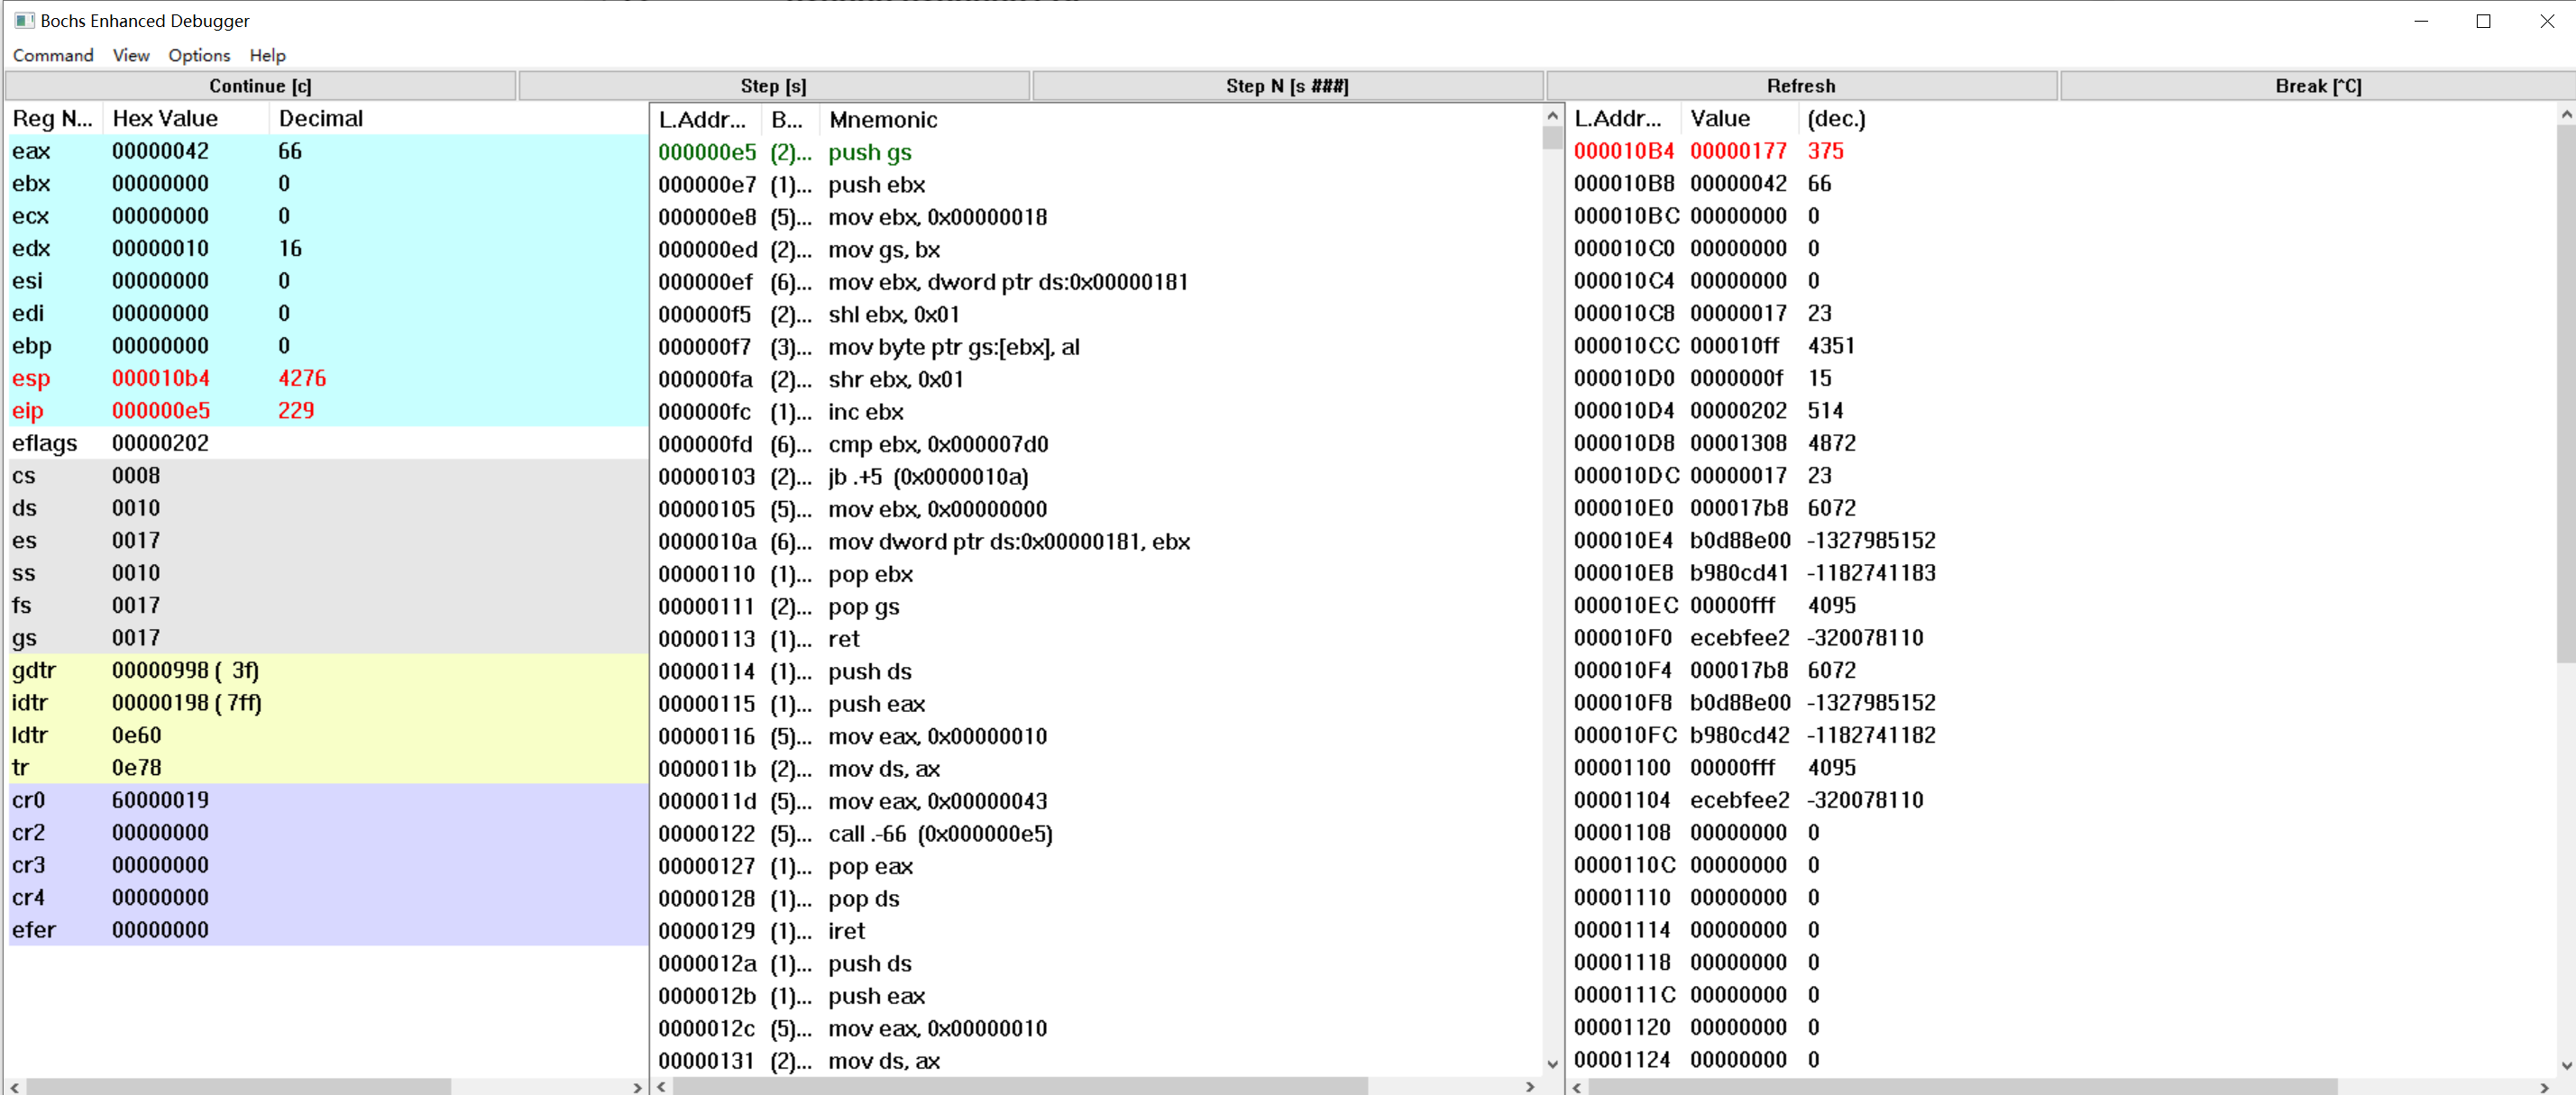 Bochs Enhanced Debugger
Command View Options Help
Continue [c] Step [s] Step N [s ###] Refresh Break [^C]
Reg N... Hex Value Decimal
eax 00000042 66
ebx 00000000 0
ecx 00000000 0
edx 00000010 16
esi 00000000 0
edi 00000000 0
ebp 00000000 0
esp 000010b4 4276
eip 000000e5 229
eflags 00000202
cs 0008
ds 0010
es 0017
ss 0010
fs 0017
gs 0017
gdtr 00000998 ( 3f)
idtr 00000198 ( 7ff)
ldtr 0e60
tr 0e78
cr0 60000019
cr2 00000000
cr3 00000000
cr4 00000000
efer 00000000
L.Addr... B... Mnemonic
000000e5 (2)... push gs
000000e7 (1)... push ebx
000000e8 (5)... mov ebx, 0x00000018
000000ed (2)... mov gs, bx
000000ef (6)... mov ebx, dword ptr ds:0x00000181
000000f5 (2)... shl ebx, 0x01
000000f7 (3)... mov byte ptr gs:[ebx], al
000000fa (2)... shr ebx, 0x01
000000fc (1)... inc ebx
000000fd (6)... cmp ebx, 0x000007d0
00000103 (2)... jb .+5 (0x0000010a)
00000105 (5)... mov ebx, 0x00000000
0000010a (6)... mov dword ptr ds:0x00000181, ebx
00000110 (1)... pop ebx
00000111 (2)... pop gs
00000113 (1)... ret
00000114 (1)... push ds
00000115 (1)... push eax
00000116 (5)... mov eax, 0x00000010
0000011b (2)... mov ds, ax
0000011d (5)... mov eax, 0x00000043
00000122 (5)... call .-66 (0x000000e5)
00000127 (1)... pop eax
00000128 (1)... pop ds
00000129 (1)... iret
0000012a (1)... push ds
0000012b (1)... push eax
0000012c (5)... mov eax, 0x00000010
00000131 (2)... mov ds, ax
L.Addr... Value (dec.)
000010B4 00000177 375
000010B8 00000042 66
000010BC 00000000 0
000010C0 00000000 0
000010C4 00000000 0
000010C8 00000017 23
000010CC 000010ff 4351
000010D0 0000000f 15
000010D4 00000202 514
000010D8 00001308 4872
000010DC 00000017 23
000010E0 000017b8 6072
000010E4 b0d88e00 -1327985152
000010E8 b980cd41 -1182741183
000010EC 00000fff 4095
000010F0 ecebfee2 -320078110
000010F4 000017b8 6072
000010F8 b0d88e00 -1327985152
000010FC b980cd42 -1182741182
00001100 00000fff 4095
00001104 ecebfee2 -320078110
00001108 00000000 0
0000110C 00000000 0
00001110 00000000 0
00001114 00000000 0
00001118 00000000 0
0000111C 00000000 0
00001120 00000000 0
00001124 00000000 0